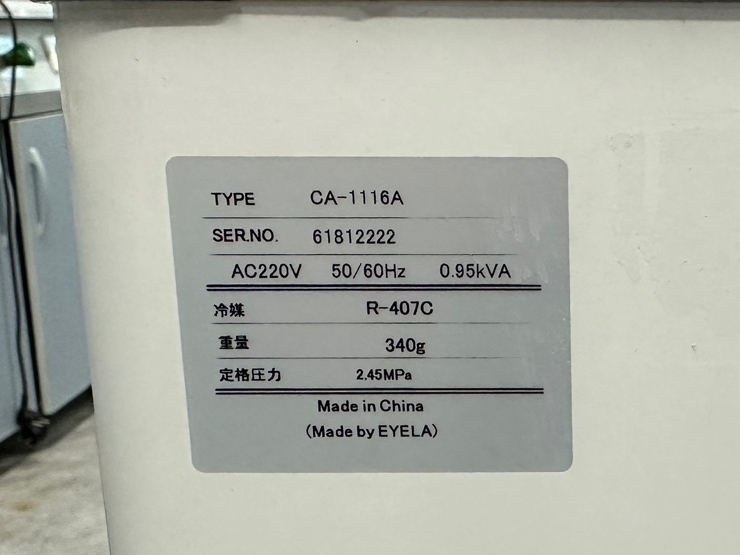 TYPE CA-1116A
SER.NO. 61812222
AC220V 50/60Hz 0.95kVA
冷媒 R-407C
重量 340g
定格圧力 2.45MPa
Made in China
(Made by EYELA)